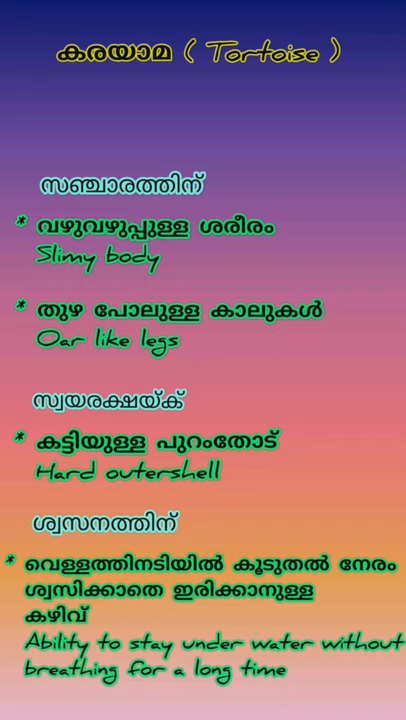 കരയാമ ( Tortoise )
സഞ്ചാരത്തിന്
* വഴുവഴുപ്പുള്ള ശരീരം
Slimy body
* തുഴ പോലുള്ള കാലുകൾ
Oar like legs
സ്വയരക്ഷയ്ക്
* കട്ടിയുള്ള പുറംതോട്
Hard outershell
ശ്വസനത്തിന്
* വെള്ളത്തിനടിയിൽ കൂടുതൽ നേരം
ശ്വസിക്കാതെ ഇരിക്കാനുള്ള
കഴിവ്
Ability to stay under water without
breathing for a long time